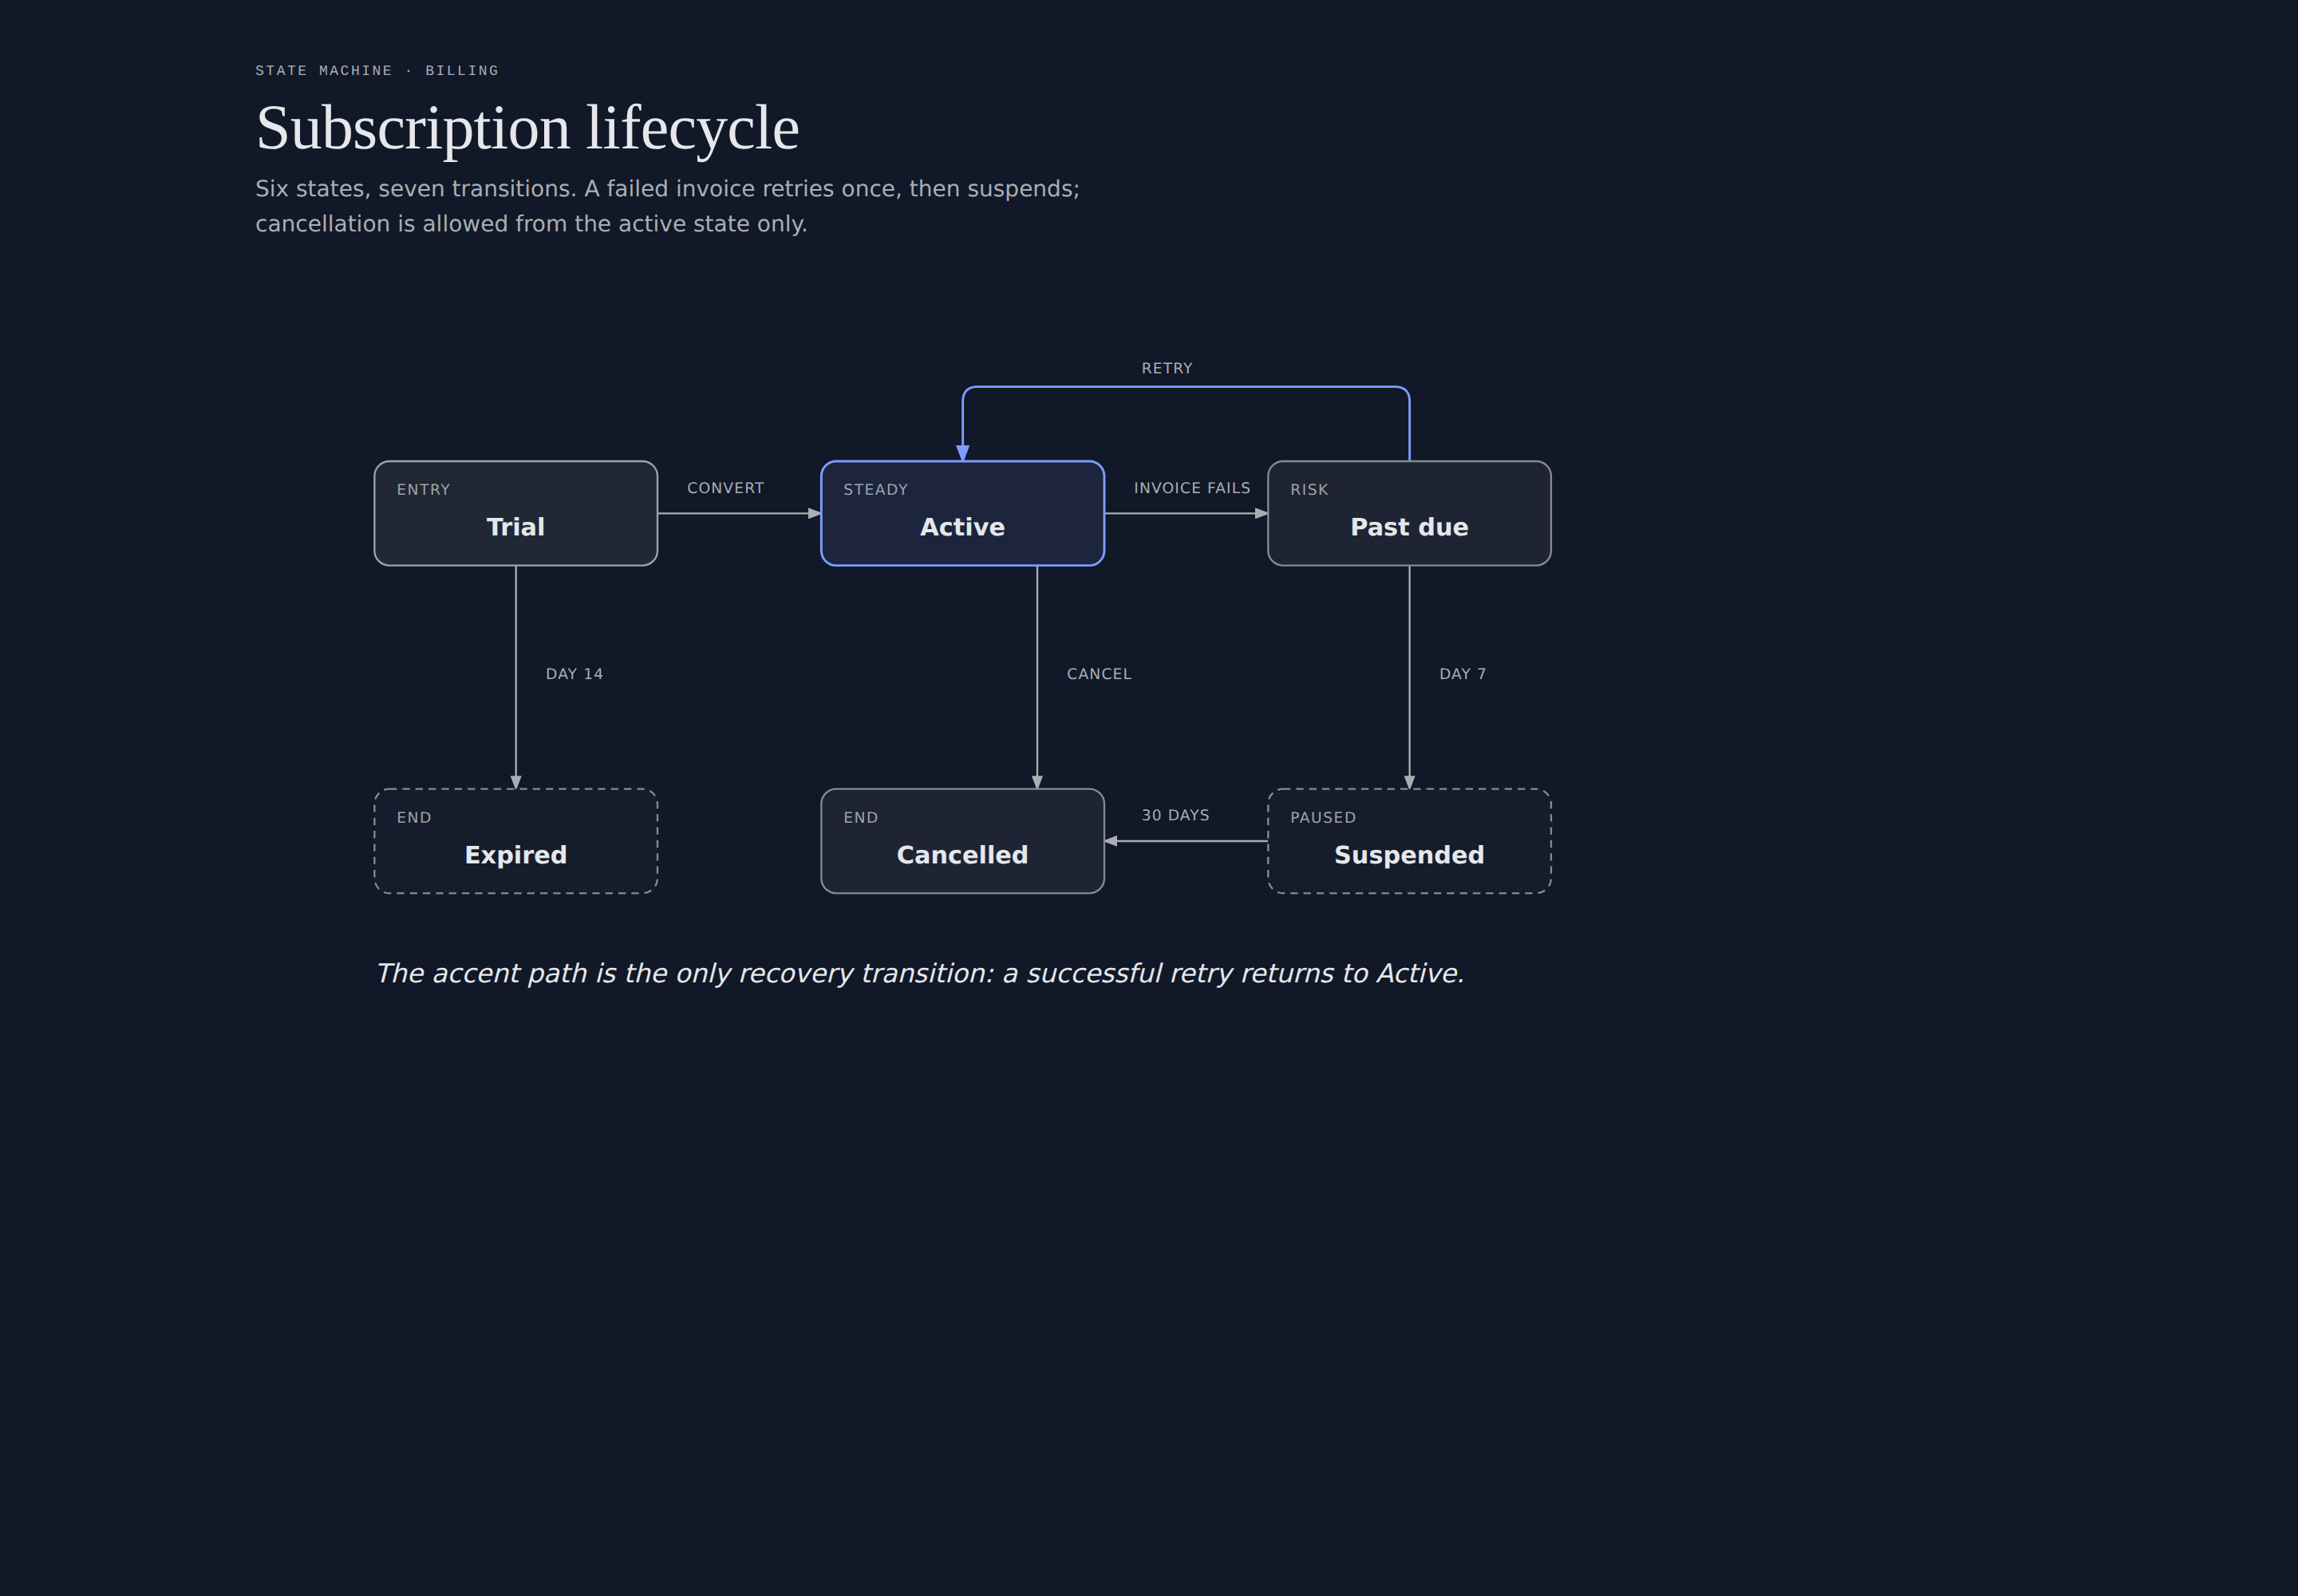 STATE MACHINE · BILLING
Subscription lifecycle
Six states, seven transitions. A failed invoice retries once, then suspends;
cancellation is allowed from the active state only.
RETRY
ENTRY
Trial
CONVERT
STEADY
Active
INVOICE FAILS
RISK
Past due
DAY 14
CANCEL
DAY 7
END
Expired
END
Cancelled
30 DAYS
PAUSED
Suspended
The accent path is the only recovery transition: a successful retry returns to Active.